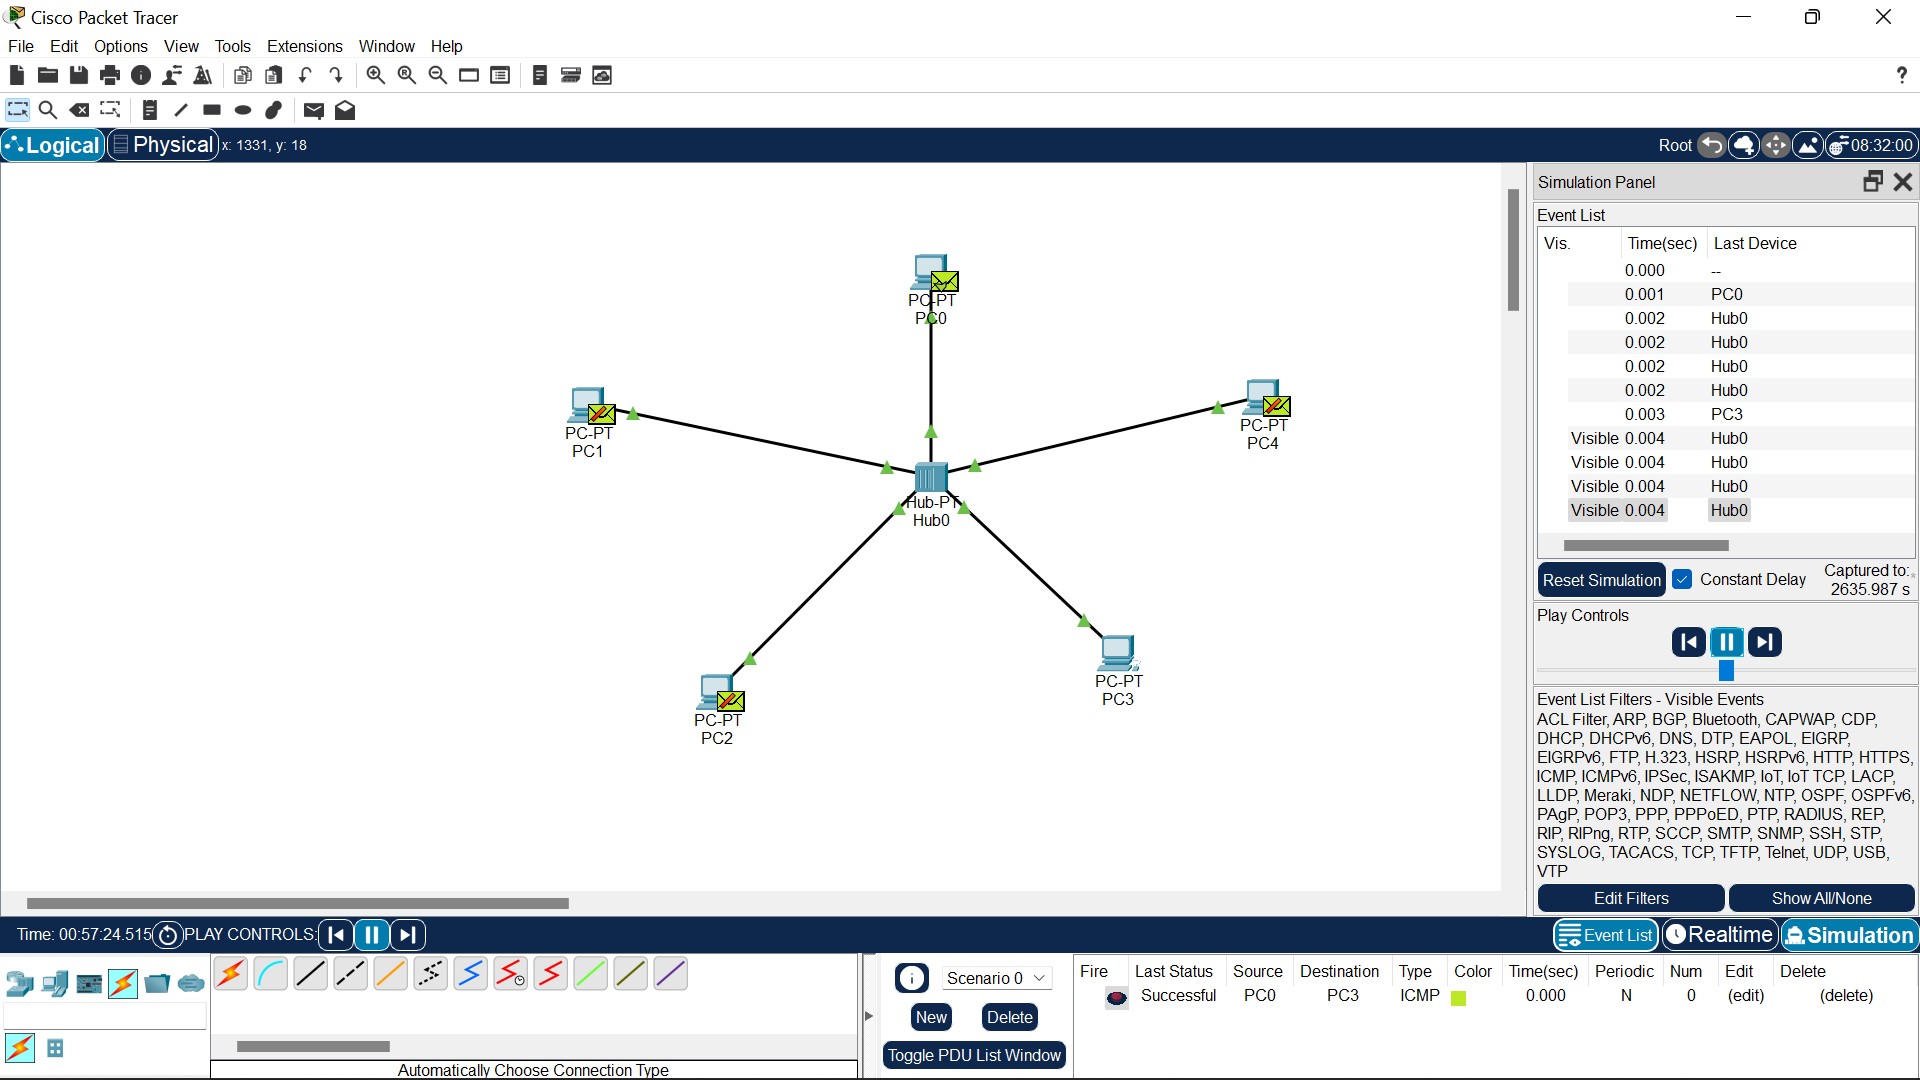 Cisco Packet Tracer
File Edit Options View Tools Extensions Window Help
?
Logical Physical x: 1331, y: 18 Root 08:32:00
PC-PT
PC0
PC-PT
PC1
PC-PT
PC4
Hub-PT
Hub0
PC-PT
PC3
PC-PT
PC2
Simulation Panel
Event List
Vis. Time(sec) Last Device
0.000 --
0.001 PC0
0.002 Hub0
0.002 Hub0
0.002 Hub0
0.002 Hub0
0.003 PC3
Visible 0.004 Hub0
Visible 0.004 Hub0
Visible 0.004 Hub0
Visible 0.004 Hub0
Reset Simulation Constant Delay Captured to:
2635.987 s
Play Controls
Event List Filters - Visible Events
ACL Filter, ARP, BGP, Bluetooth, CAPWAP, CDP,
DHCP, DHCPv6, DNS, DTP, EAPOL, EIGRP,
EIGRPv6, FTP, H.323, HSRP, HSRPv6, HTTP, HTTPS,
ICMP, ICMPv6, IPSec, ISAKMP, IoT, IoT TCP, LACP,
LLDP, Meraki, NDP, NETFLOW, NTP, OSPF, OSPFv6,
PAgP, POP3, PPP, PPPoED, PTP, RADIUS, REP,
RIP, RIPng, RTP, SCCP, SMTP, SNMP, SSH, STP,
SYSLOG, TACACS, TCP, TFTP, Telnet, UDP, USB,
VTP
Edit Filters Show All/None
Time: 00:57:24.515 PLAY CONTROLS: Event List Realtime Simulation
Automatically Choose Connection Type
Scenario 0
New Delete
Toggle PDU List Window
Fire Last Status Source Destination Type Color Time(sec) Periodic Num Edit Delete
Successful PC0 PC3 ICMP 0.000 N 0 (edit) (delete)